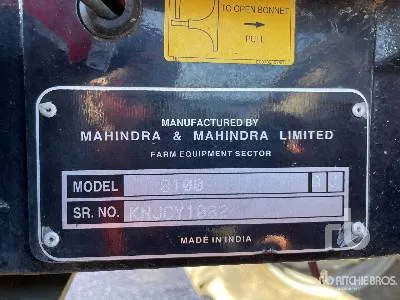 TO OPEN BONNET
PULL
MANUFACTURED BY
MAHINDRA & MAHINDRA LIMITED
FARM EQUIPMENT SECTOR
MODEL 8100
SR. NO.
MADE IN INDIA
RITCHIE BROS.